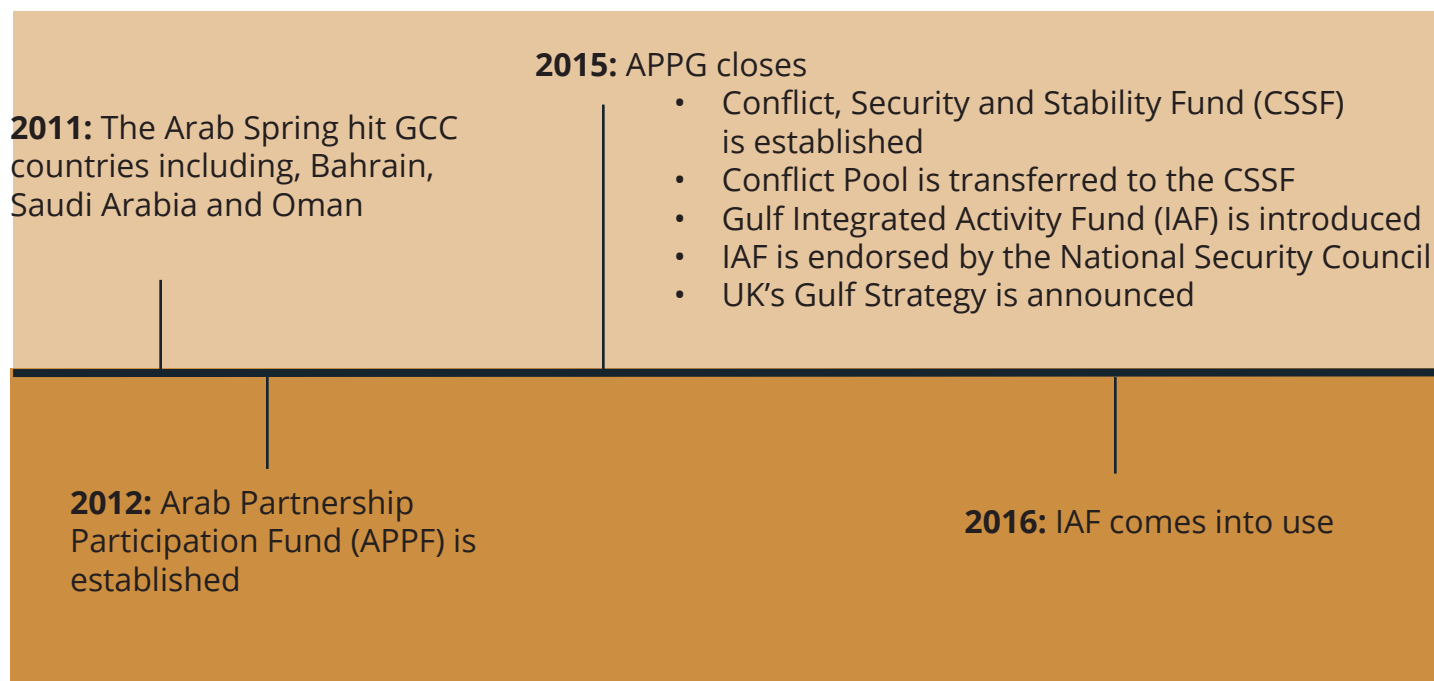 2011: The Arab Spring hit GCC
countries including, Bahrain,
Saudi Arabia and Oman
2012: Arab Partnership
Participation Fund (APPF) is
established
2015: APPG closes
• Conflict, Security and Stability Fund (CSSF)
is established
• Conflict Pool is transferred to the CSSF
• Gulf Integrated Activity Fund (IAF) is introduced
• IAF is endorsed by the National Security Council
• UK’s Gulf Strategy is announced
2016: IAF comes into use